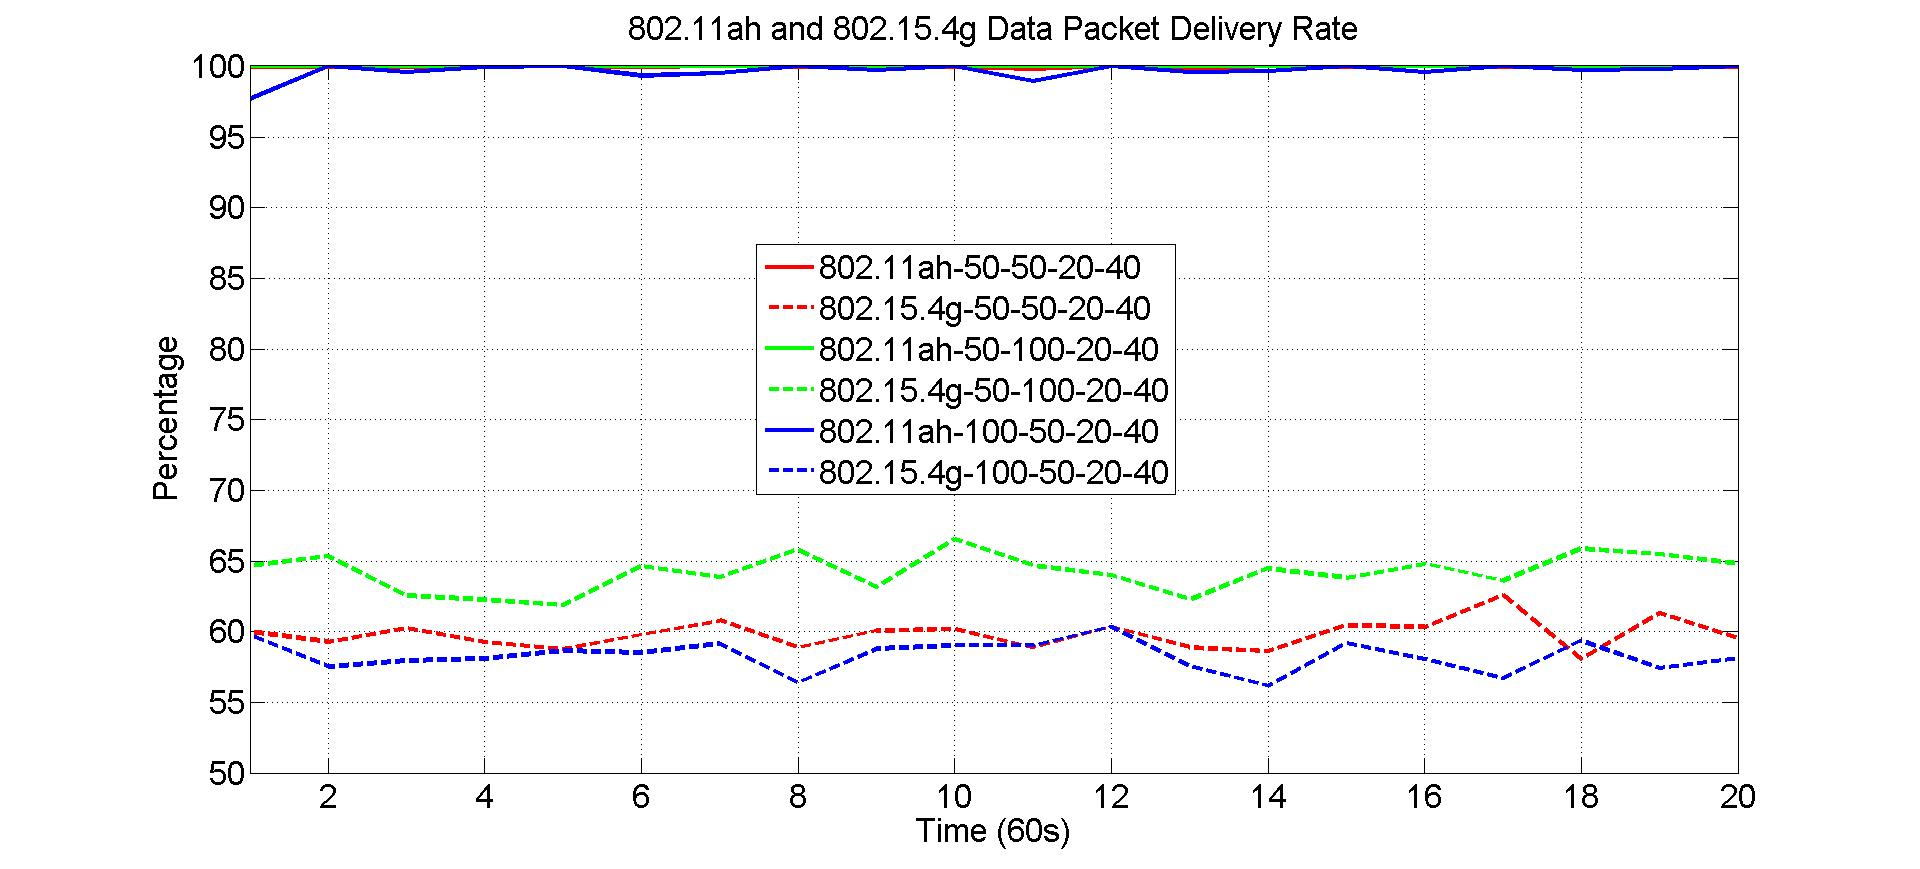 802.11ah and 802.15.4g Data Packet Delivery Rate
100
95
90
85
80
75
70
65
60
55
50
Percentage
802.11ah-50-50-20-40
802.15.4g-50-50-20-40
802.11ah-50-100-20-40
802.15.4g-50-100-20-40
802.11ah-100-50-20-40
802.15.4g-100-50-20-40
2 4 6 8 10 12 14 16 18 20
Time (60s)